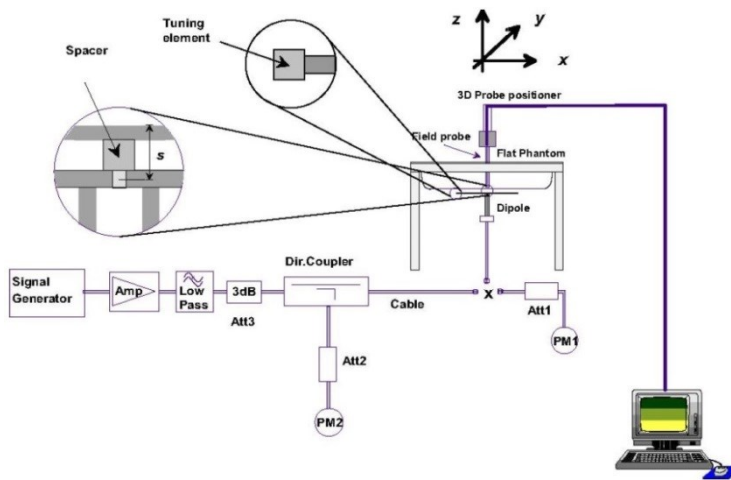 Tuning
element
Spacer
s
z
y
x
3D Probe positioner
Field probe
Flat Phantom
Dipole
Signal
Generator
Amp
Low
Pass
3dB
Att3
Dir.Coupler
Cable
x
Att1
PM1
Att2
PM2